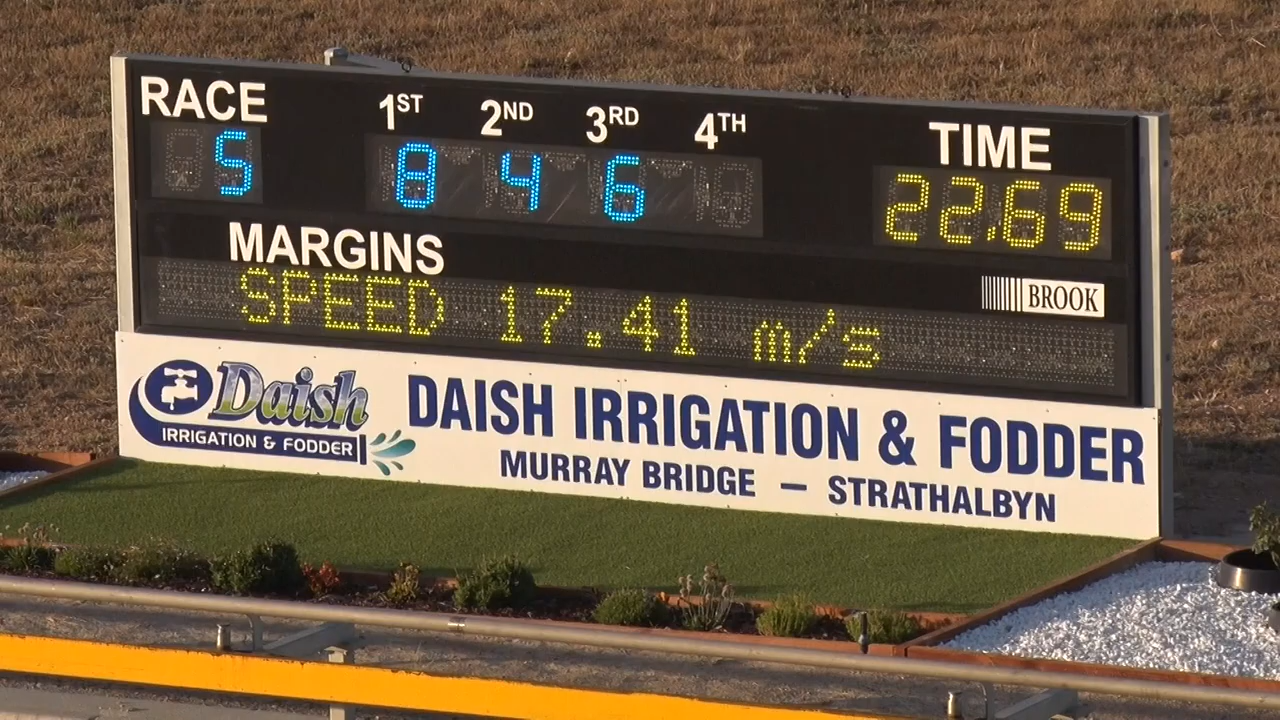 RACE 1ST 2ND 3RD 4TH TIME
5 8 4 6 22.69
MARGINS
BROOK
SPEED 17.41 m/s
Daish
IRRIGATION & FODDER
DAISH IRRIGATION & FODDER
MURRAY BRIDGE – STRATHALBYN